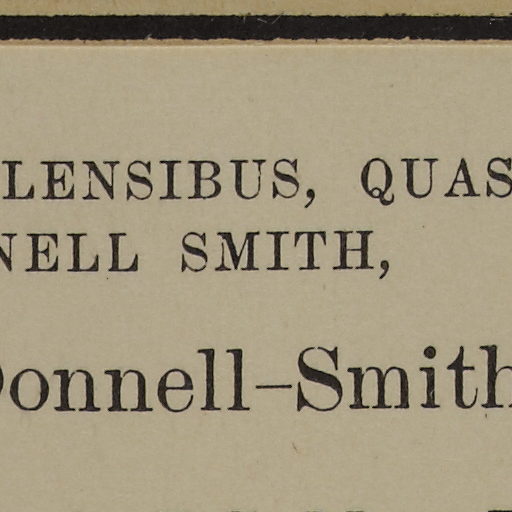 LENSIBUS, QUAS
NELL SMITH,
Donnell–Smith